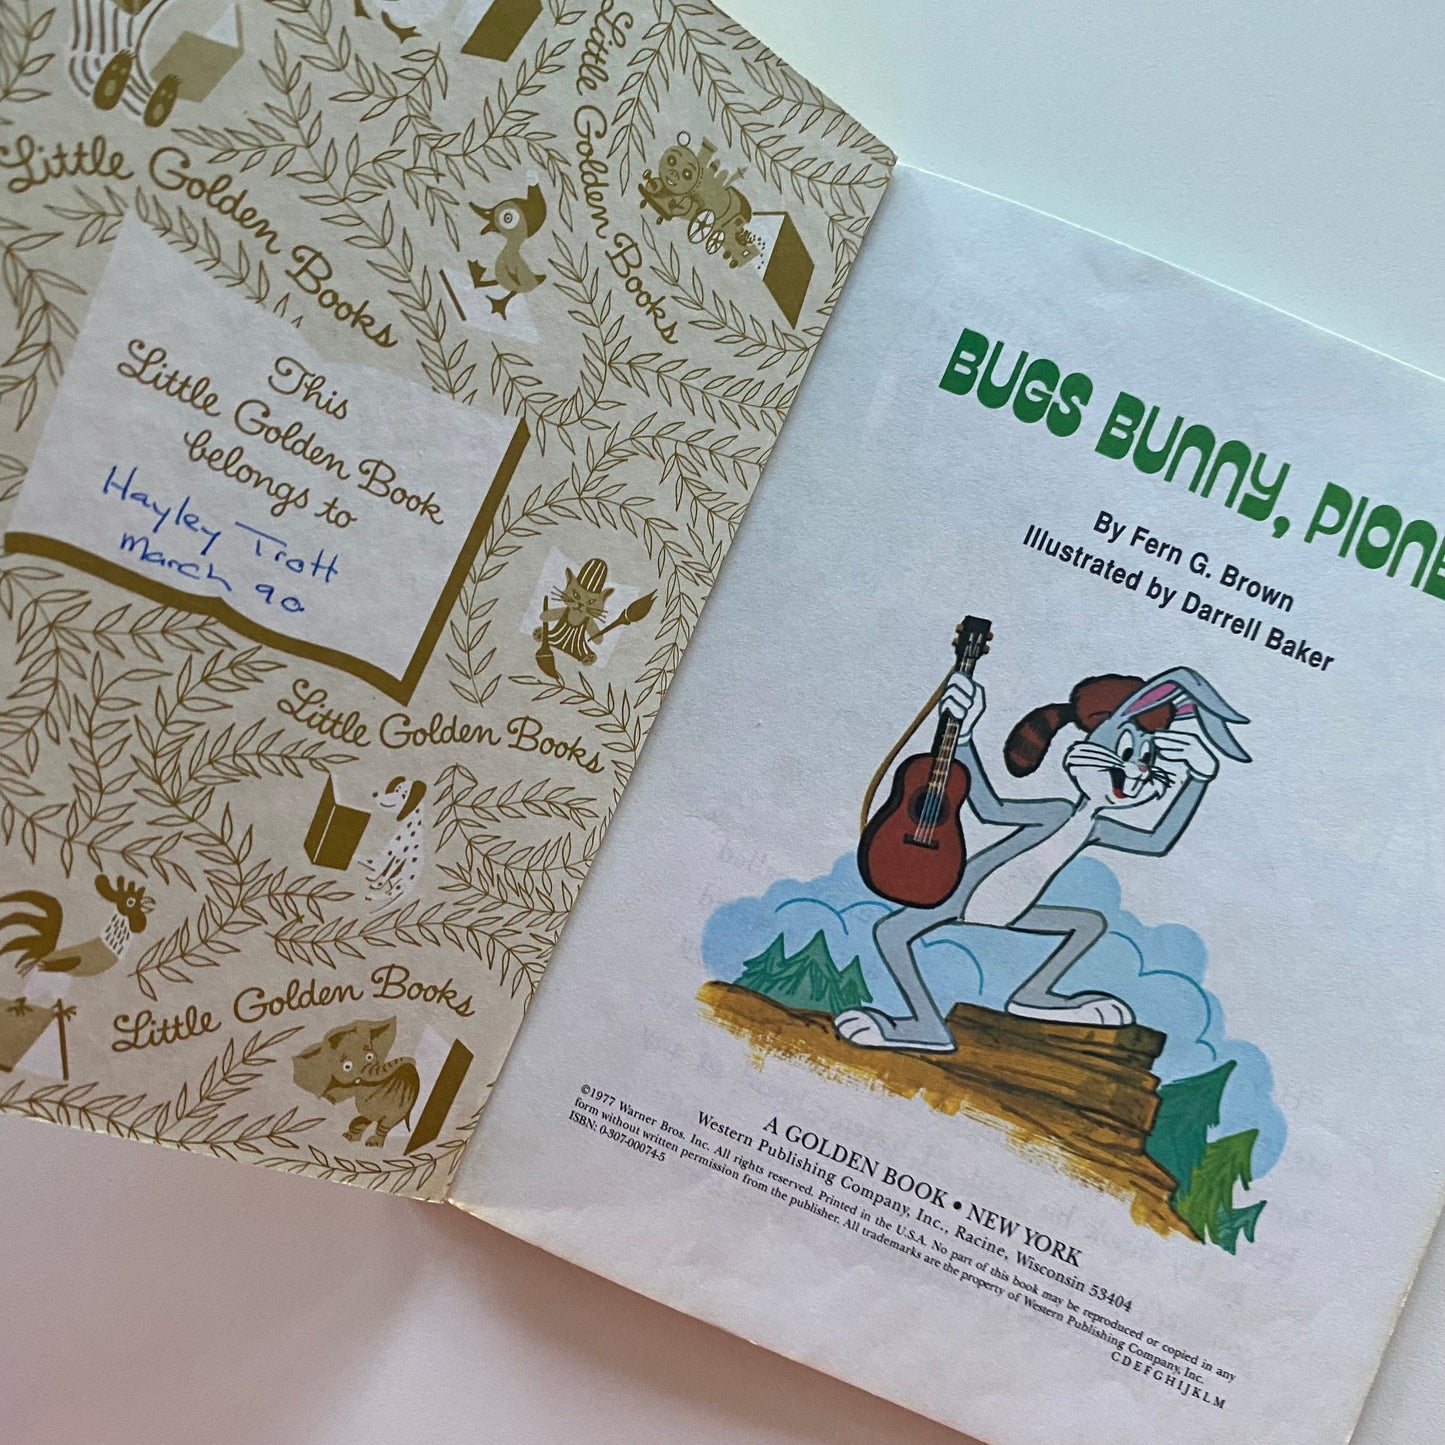 Little Golden Books
Little Golden Books
This
Little Golden Book
belongs to
Hayley Trott
March 90
Little Golden Books
Little Golden Books
BUGS BUNNY, PIONE
By Fern G. Brown
Illustrated by Darrell Baker
A GOLDEN BOOK • NEW YORK
Western Publishing Company, Inc., Racine, Wisconsin 53404
©1977 Warner Bros. Inc. All rights reserved. Printed in the U.S.A. No part of this book may be reproduced or copied in any
form without written permission from the publisher. All trademarks are the property of Western Publishing Company, Inc.
ISBN: 0-307-00074-5
C D E F G H I J K L M